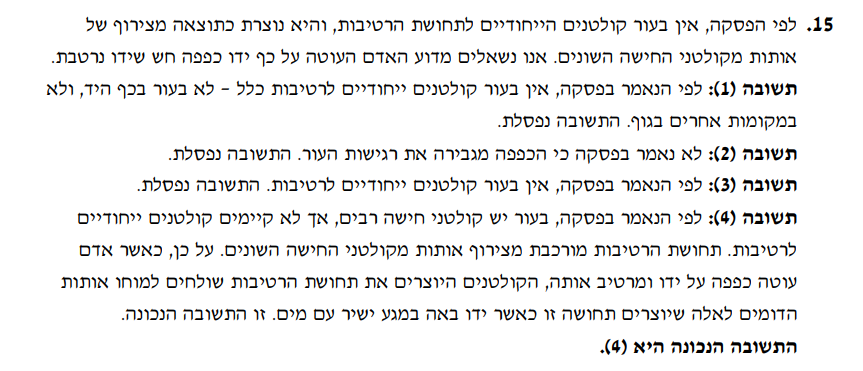 15. לפי הפסקה, אין בעור קולטנים הייחודיים לתחושת הרטיבות, והיא נוצרת כתוצאה מצירוף של
אותות מקולטני החישה השונים. אנו נשאלים מדוע האדם העוטה על כף ידו כפפה חש שידו נרטבת.
תשובה (1): לפי הנאמר בפסקה, אין בעור קולטנים ייחודיים לרטיבות כלל – לא בעור בכף היד, ולא
במקומות אחרים בגוף. התשובה נפסלת.
תשובה (2): לא נאמר בפסקה כי הכפפה מגבירה את רגישות העור. התשובה נפסלת.
תשובה (3): לפי הנאמר בפסקה, אין בעור קולטנים ייחודיים לרטיבות. התשובה נפסלת.
תשובה (4): לפי הנאמר בפסקה, בעור יש קולטני חישה רבים, אך לא קיימים קולטנים ייחודיים
לרטיבות. תחושת הרטיבות מורכבת מצירוף אותות מקולטני החישה השונים. על כן, כאשר אדם
עוטה כפפה על ידו ומרטיב אותה, הקולטנים היוצרים את תחושת הרטיבות שולחים למוחו אותות
הדומים לאלה שיוצרים תחושה זו כאשר ידו באה במגע ישיר עם מים. זו התשובה הנכונה.
התשובה הנכונה היא (4).